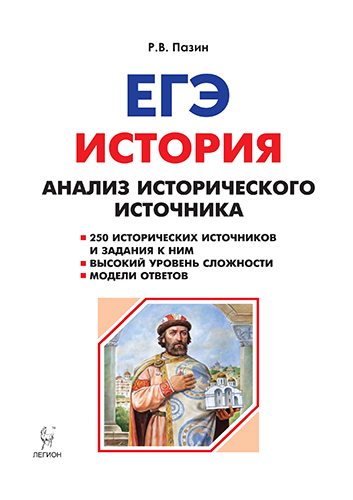 Р.В. Пазин
ЕГЭ
ИСТОРИЯ
АНАЛИЗ ИСТОРИЧЕСКОГО
ИСТОЧНИКА
250 ИСТОРИЧЕСКИХ ИСТОЧНИКОВ
И ЗАДАНИЯ К НИМ
ВЫСОКИЙ УРОВЕНЬ СЛОЖНОСТИ
МОДЕЛИ ОТВЕТОВ
ЛЕГИОН